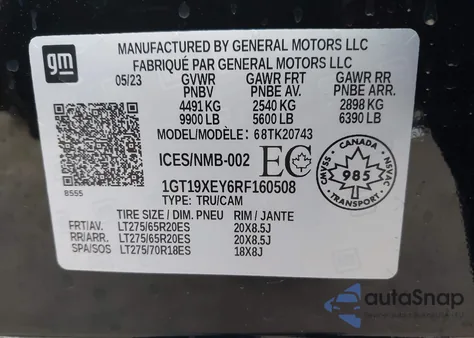 gm
MANUFACTURED BY GENERAL MOTORS LLC
FABRIQUÉ PAR GENERAL MOTORS LLC
05/23 GVWR GAWR FRT GAWR RR
PNBV PNBE AV. PNBE ARR.
4491 KG 2540 KG 2898 KG
9900 LB 5600 LB 6390 LB
MODEL/MODÈLE: 68TK20743
ICES/NMB-002 EC
CANADA
CMVSS NSVAC
985
TRANSPORT
8555
1GT19XEY6RF160508
TYPE: TRU/CAM
TIRE SIZE / DIM. PNEU RIM / JANTE
FRT/AV. LT275/65R20ES 20X8.5J
RR/ARR. LT275/65R20ES 20X8.5J
SPA/SOS LT275/70R18ES 18X8J
autoSnap